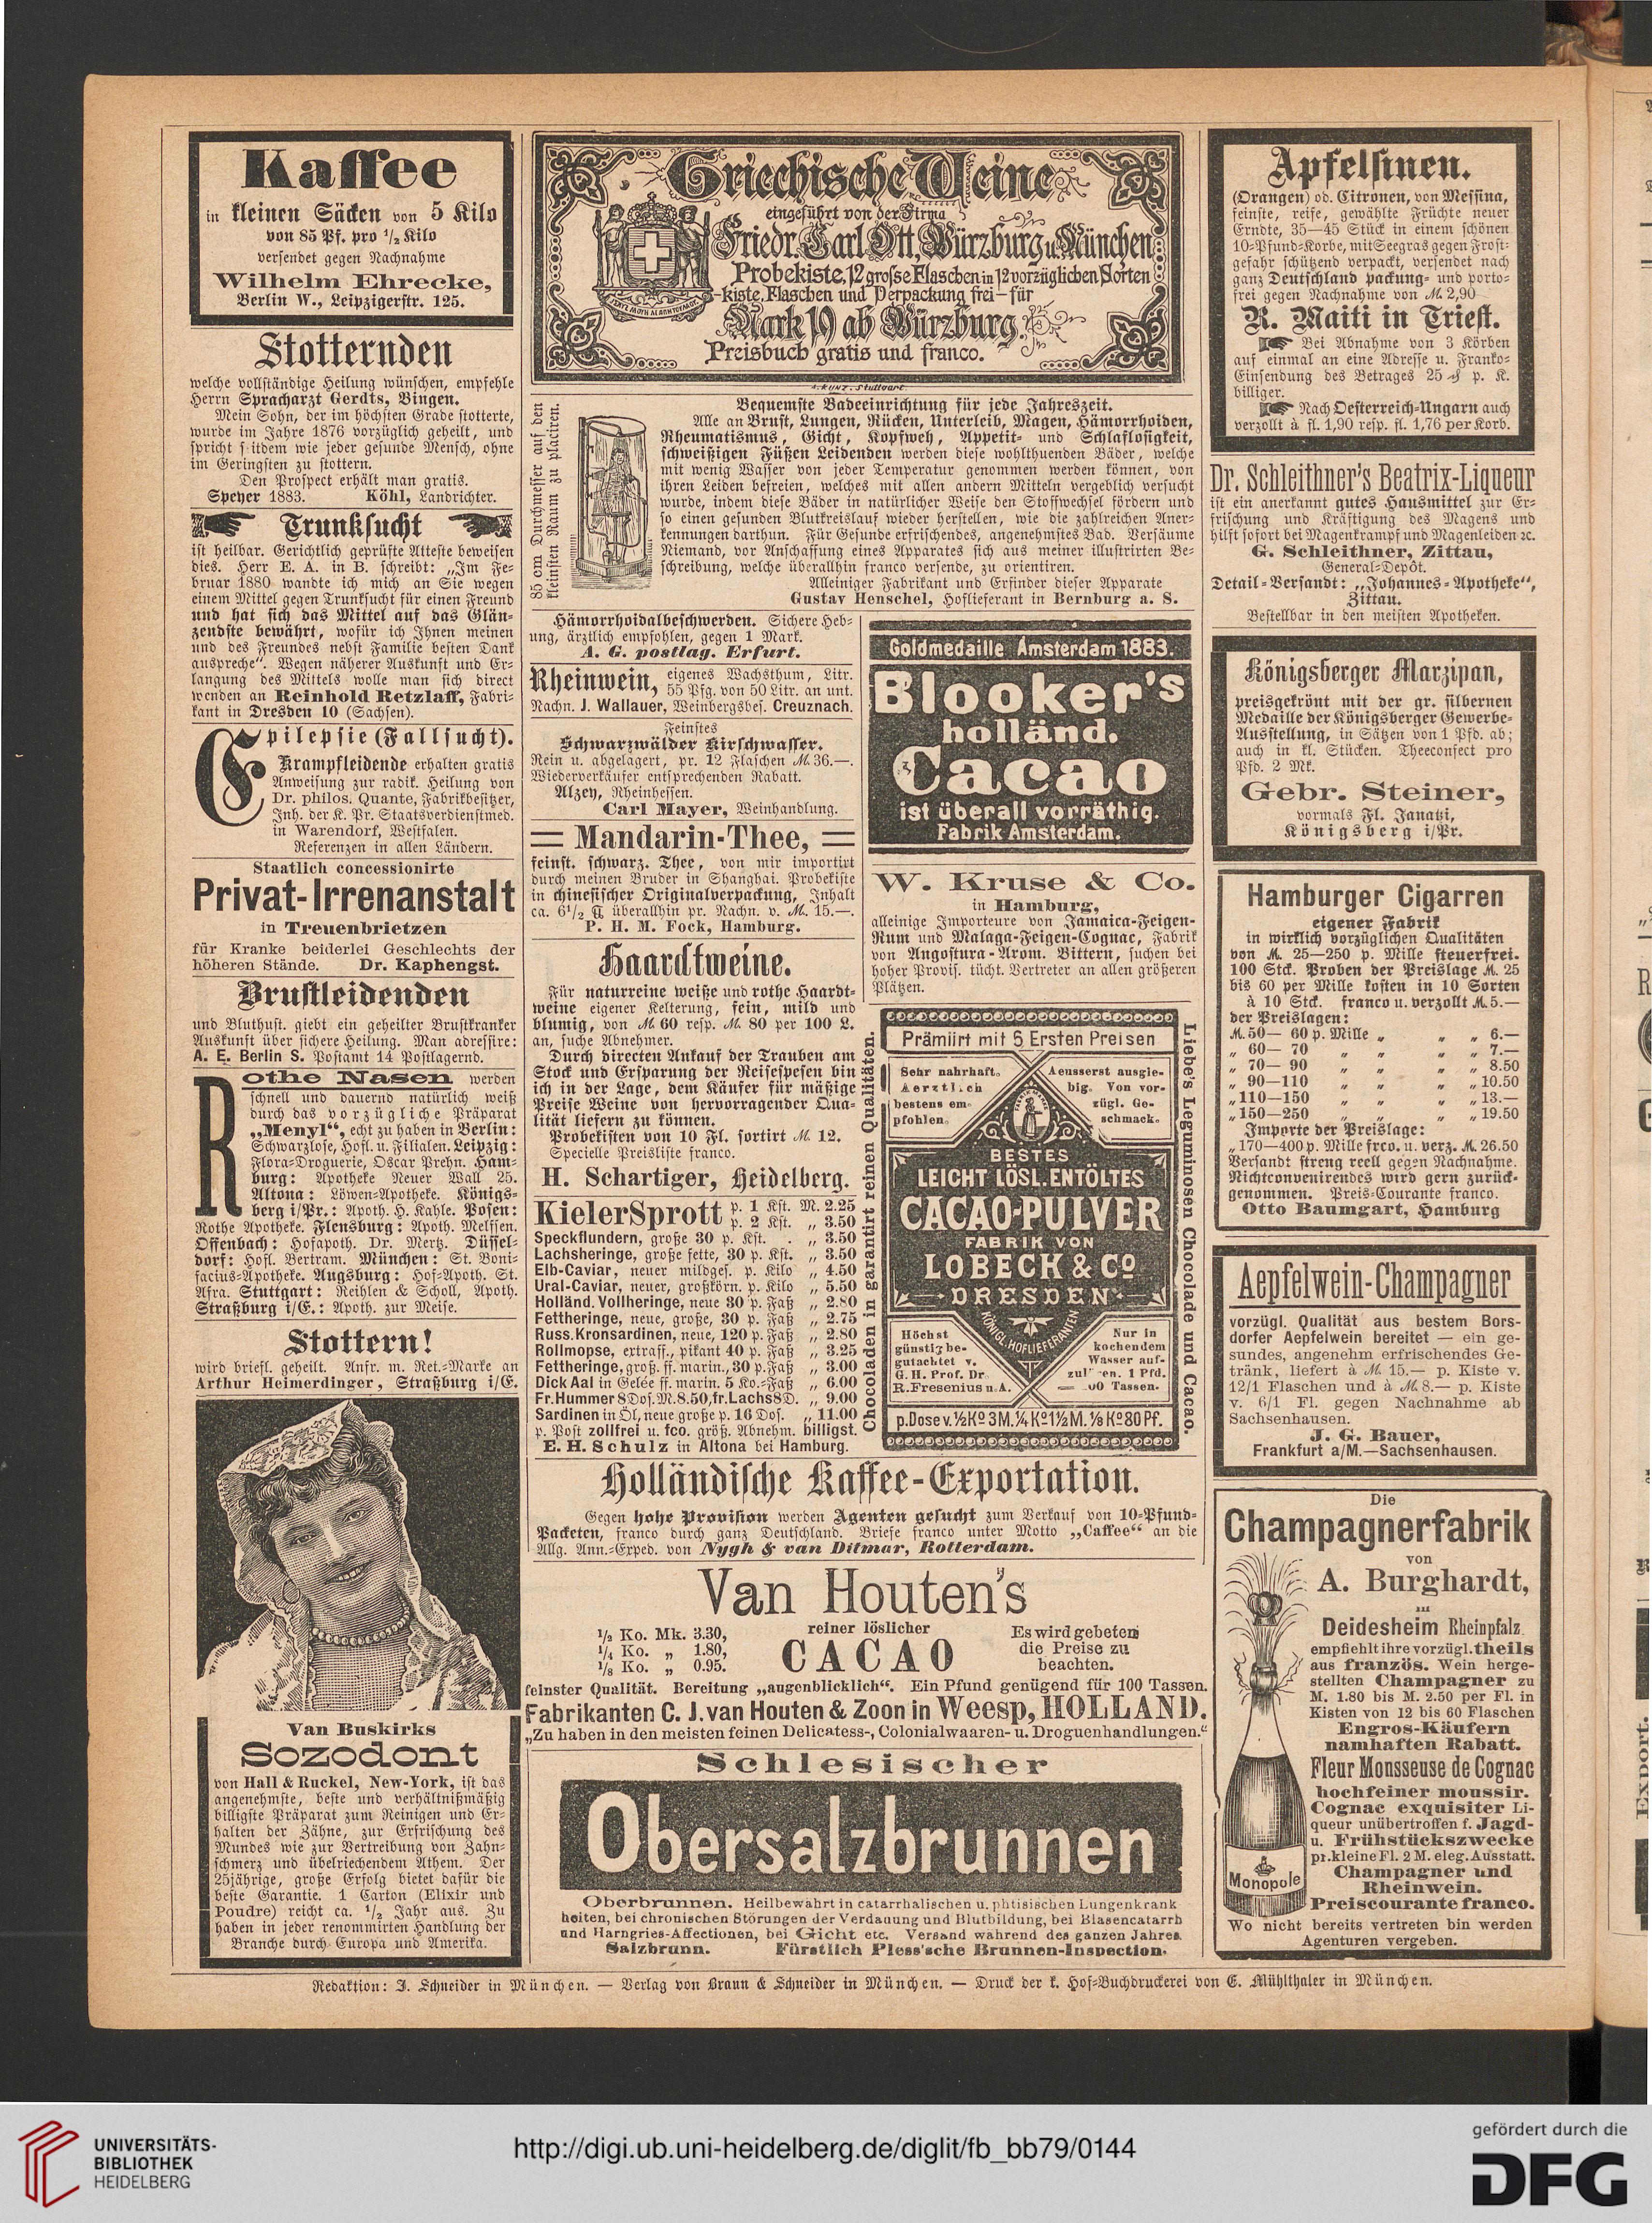 Kaffee
in kleinen Säcken von 5 Kilo
von 85 Pf. pro 1/2 Kilo
versendet gegen Nachnahme
Wilhelm Ehrecke,
Berlin W., Leipzigerstr. 125.
Stotternden
welche vollständige Heilung wünschen, empfehle
Herrn Spracharzt Gerdts, Bingen.
Mein Sohn, der im höchsten Grade stotterte,
wurde im Jahre 1876 vorzüglich geheilt, und
spricht seitdem wie jeder gesunde Mensch, ohne
im Geringsten zu stottern.
Den Prospect erhält man gratis.
Speyer 1883. Köhl, Landrichter.
Trunksucht
ist heilbar. Gerichtlich geprüfte Atteste beweisen
dies. Herr E. A. in B. schreibt: „Im Fe-
bruar 1880 wandte ich mich an Sie wegen
einem Mittel gegen Trunksucht für einen Freund
und hat sich das Mittel auf das Glän-
zendste bewährt, wofür ich Ihnen meinen
und des Freundes nebst Familie besten Dank
ausspreche“. Wegen näherer Auskunft und Er-
langung des Mittels wolle man sich direct
wenden an Reinhold Retzlaff, Fabri-
kant in Dresden 10 (Sachsen).
Epilepsie (Fallsucht).
Krampfleidende erhalten gratis
Anweisung zur radik. Heilung von
Dr. philos. Quante, Fabrikbesitzer,
Inh. der K. Pr. Staatsverdienstmed.
in Warendorf, Westfalen.
Referenzen in allen Ländern.
Staatlich concessionirte
Privat-Irrenanstalt
in Treuenbrietzen
für Kranke beiderlei Geschlechts der
höheren Stände. Dr. Kaphengst.
Brustleidenden
und Bluthust. giebt ein geheilter Brustkranker
Auskunft über sichere Heilung. Man adressire:
A. E. Berlin S. Postamt 14 Postlagernd.
Rothe Nasen werden
schnell und dauernd natürlich weiß
durch das vorzügliche Präparat
„Menyl“, echt zu haben in Berlin:
Schwarzlose, Hofl. u. Filialen. Leipzig:
Flora-Droguerie, Oscar Prehn. Ham-
burg: Apotheke Neuer Wall 25.
Altona: Löwen-Apotheke. Königs-
berg i/Pr.: Apoth. H. Kahle. Posen:
Rothe Apotheke. Flensburg: Apoth. Melfsen.
Offenbach: Hofapoth. Dr. Mertz. Düssel-
dorf: Hofl. Bertram. München: St. Boni-
facius-Apotheke. Augsburg: Hof-Apoth. St.
Afra. Stuttgart: Reihlen & Scholl, Apoth.
Straßburg i/E.: Apoth. zur Meise.
Stottern!
wird briefl. geheilt. Anfr. m. Ret.-Marke an
Arthur Heimerdinger, Straßburg i/E.
Van Buskirks
Sozodont
von Hall & Ruckel, New-York, ist das
angenehmste, beste und verhältnißmäßig
billigste Präparat zum Reinigen und Er-
halten der Zähne, zur Erfrischung des
Mundes wie zur Vertreibung von Zahn-
schmerz und übelriechendem Athem. Der
25jährige, große Erfolg bietet dafür die
beste Garantie. 1 Carton (Elixir und
Poudre) reicht ca. 1/2 Jahr aus. Zu
haben in jeder renommirten Handlung der
Branche durch Europa und Amerika.
Griechische Weine
eingeführt von der Firma
Friedr. Carl Ott, Würzburg u. München
Probekiste, 12 grosse Flaschen in 12 vorzüglichen Sorten
-kiste, Flaschen und Verpackung frei- für
Mark 19 ab Würzburg.
Preisbuch gratis und franco.
85 cm Durchmesser auf den
kleinsten Raum zu placiren.
Bequemste Badeeinrichtung für jede Jahreszeit.
Alle an Brust, Lungen, Rücken, Unterleib, Magen, Hämorrhoiden,
Rheumatismus, Gicht, Kopfweh, Appetit- und Schlaflosigkeit,
schweißigen Füßen Leidenden werden diese wohlthuenden Bäder, welche
mit wenig Wasser von jeder Temperatur genommen werden können, von
ihren Leiden befreien, welches mit allen andern Mitteln vergeblich versucht
wurde, indem diese Bäder in natürlicher Weise den Stoffwechsel fördern und
so einen gesunden Blutkreislauf wieder herstellen, wie die zahlreichen Aner-
kennungen darthun. Für Gesunde erfrischendes, angenehmstes Bad. Versäume
Niemand, vor Anschaffung eines Apparates sich aus meiner illustrirten Be-
schreibung, welche überallhin franco versende, zu orientiren.
Alleiniger Fabrikant und Erfinder dieser Apparate
Gustav Henschel, Hoflieferant in Bernburg a. S.
Hämorrhoidalbeschwerden. Sichere Heb-
ung, ärztlich empfohlen, gegen 1 Mark.
A. G. postlag. Erfurt.
Rheinwein, eigenes Wachsthum, Litr.
55 Pfg. von 50 Litr. an unt.
Nachn. J. Wallauer, Weinbergsbes. Creuznach.
Feinstes
Schwarzwälder Kirschwasser.
Rein u. abgelagert, pr. 12 Flaschen M. 36.—.
Wiederverkäufer entsprechenden Rabatt.
Alzey, Rheinhessen.
Carl Mayer, Weinhandlung.
Mandarin-Thee,
feinst. schwarz. Thee, von mir importirt
durch meinen Bruder in Shanghai. Probekiste
in chinesischer Originalverpackung, Inhalt
ca. 6 1/2 ℔ überallhin pr. Nachn. v. M. 15.—.
P. H. M. Fock, Hamburg.
Haardtweine.
Für naturreine weiße und rothe Haardt-
weine eigener Kelterung, fein, mild und
blumig, von M. 60 resp. M. 80 per 100 L.
an, suche Abnehmer.
Durch directen Ankauf der Trauben am
Stock und Ersparung der Reisespesen bin
ich in der Lage, dem Käufer für mäßige
Preise Weine von hervorragender Qua-
lität liefern zu können.
Probekisten von 10 Fl. sortirt M. 12.
Specielle Preisliste franco.
H. Schartiger, Heidelberg.
Kieler Sprott p. 1 Kst. M. 2.25
p. 2 Kst. „ 3.50
Speckflundern, große 30 p. Kst. . „ 3.50
Lachsheringe, große fette, 30 p. Kst. „ 3.50
Elb-Caviar, neuer mildges. p. Kilo „ 4.50
Ural-Caviar, neuer, großkörn. p. Kilo „ 5.50
Holländ. Vollheringe, neue 30 p. Faß „ 2.80
Fettheringe, neue, große, 30 p. Faß „ 2.75
Russ. Kronsardinen, neue, 120 p. Faß „ 2.80
Rollmopse, extraff., pikant 40 p. Faß „ 3.25
Fettheringe, groß. ff. marin., 30 p. Faß „ 3.00
Dick Aal in Gelée ff. marin. 5 Ko.-Faß „ 6.00
Fr. Hummer 8 Dos. M. 8.50, fr. Lachs 8 D. „ 9.00
Sardinen in Öl, neue große p. 16 Dos. „ 11.00
p. Post zollfrei u. fco. größ. Abnehm. billigst.
E. H. Schulz in Altona bei Hamburg.
Goldmedaille Amsterdam 1883.
Blooker's
holländ.
Cacao
ist überall vorräthig.
Fabrik Amsterdam.
W. Kruse & Co.
in Hamburg,
alleinige Importeure von Jamaica-Feigen-
Rum und Malaga-Feigen-Cognac, Fabrik
von Angostura-Arom. Bittern, suchen bei
hoher Provis. tücht. Vertreter an allen größeren
Plätzen.
Chocoladen in garantirt reinen Qualitäten.
Prämiirt mit 5 Ersten Preisen
Sehr nahrhaft.
Aerztlich
bestens em-
pfohlen.
Aeusserst ausgie-
big. Von vor-
zügl. Ge-
schmack.
BESTES
LEICHT LÖSL. ENTÖLTES
CACAO-PULVER
FABRIK VON
LOBECK & Co
DRESDEN
KÖNIGL. HOFLIEFERANTEN
Höchst
günstig be-
gutachtet v.
G. H. Prof. Dr.
R. Fresenius u. A.
Nur in
kochendem
Wasser auf-
1 Pfd.
Tassen.
p. Dose v. 1/2 Ko 3 M. 1/4 Ko 1 1/2 M. 1/8 Ko 80 Pf.
Liebe's Leguminosen Chocolade und Cacao.
Holländische Kaffee-Exportation.
Gegen hohe Provision werden Agenten gesucht zum Verkauf von 10-Pfund-
Packeten, franco durch ganz Deutschland. Briefe franco unter Motto „Caffee“ an die
Allg. Ann.-Exped. von Nygh & van Ditmar, Rotterdam.
Van Houten's
1/2 Ko. Mk. 3.30,
1/4 Ko. „ 1.80,
1/8 Ko. „ 0.95.
reiner löslicher
CACAO
Es wird gebeten
die Preise zu
beachten.
feinster Qualität. Bereitung „augenblicklich“. Ein Pfund genügend für 100 Tassen.
Fabrikanten C. J. van Houten & Zoon in Weesp, HOLLAND.
„Zu haben in den meisten feinen Delicatess-, Colonialwaaren- u. Droguenhandlungen.“
Schlesischer
Obersalzbrunnen
Oberbrunnen. Heilbewährt in catarrhalischen u. phtisischen Lungenkrank
heiten, bei chronischen Störungen der Verdauung und Blutbildung, bei Blasencatarrh
und Harngries-Affectionen, bei Gicht etc. Versand während des ganzen Jahres.
Salzbrunn. Fürstlich Pless'sche Brunnen-Inspection.
Apfelsinen.
(Orangen) od. Citronen, von Messina,
feinste, reife, gewählte Früchte neuer
Erndte, 35—45 Stück in einem schönen
10-Pfund-Korbe, mit Seegras gegen Frost-
gefahr schützend verpackt, versendet nach
ganz Deutschland packung- und porto-
frei gegen Nachnahme von M. 2,90
R. Maiti in Triest.
Bei Abnahme von 3 Körben
auf einmal an eine Adresse u. Franko-
Einsendung des Betrages 25 ₰ p. K.
billiger.
Nach Oesterreich-Ungarn auch
verzollt à fl. 1,90 resp. fl. 1,76 per Korb.
Dr. Schleithner's Beatrix-Liqueur
ist ein anerkannt gutes Hausmittel zur Er-
frischung und Kräftigung des Magens und
hilft sofort bei Magenkrampf und Magenleiden ꝛc.
G. Schleithner, Zittau,
General-Depôt.
Detail-Versandt: „Johannes-Apotheke“,
Zittau.
Bestellbar in den meisten Apotheken.
Königsberger Marzipan,
preisgekrönt mit der gr. silbernen
Medaille der Königsberger Gewerbe-
Ausstellung, in Sätzen von 1 Pfd. ab;
auch in kl. Stücken. Theeconfect pro
Pfd. 2 Mk.
Gebr. Steiner,
vormals Fl. Janatzi,
Königsberg i/Pr.
Hamburger Cigarren
eigener Fabrik
in wirklich vorzüglichen Qualitäten
von M. 25—250 p. Mille steuerfrei.
100 Stck. Proben der Preislage M. 25
bis 60 per Mille kosten in 10 Sorten
à 10 Stck. franco u. verzollt M. 5.—
der Preislagen:
M. 50— 60 p. Mille „ „ „ 6.—
„ 60— 70 „ „ „ „ 7.—
„ 70— 90 „ „ „ „ 8.50
„ 90—110 „ „ „ „ 10.50
„ 110—150 „ „ „ „ 13.—
„ 150—250 „ „ „ „ 19.50
Importe der Preislage:
„ 170—400 p. Mille frco. u. verz. M. 26.50
Versandt streng reell gegen Nachnahme.
Nichtconvenirendes wird gern zurück-
genommen. Preis-Courante franco.
Otto Baumgart, Hamburg
Aepfelwein-Champagner
vorzügl. Qualität aus bestem Bors-
dorfer Aepfelwein bereitet — ein ge-
sundes, angenehm erfrischendes Ge-
tränk, liefert à M. 15.— p. Kiste v.
12/1 Flaschen und à M. 8.— p. Kiste
v. 6/1 Fl. gegen Nachnahme ab
Sachsenhausen.
J. G. Bauer,
Frankfurt a/M.—Sachsenhausen.
Die
Champagnerfabrik
von
A. Burghardt,
in
Deidesheim Rheinpfalz
empfiehlt ihre vorzügl. theils
aus französ. Wein herge-
stellten Champagner zu
M. 1.80 bis M. 2.50 per Fl. in
Kisten von 12 bis 60 Flaschen
Engros-Käufern
namhaften Rabatt.
Fleur Monsseuse de Cognac
hochfeiner moussir.
Cognac exquisiter Li-
queur unübertroffen f. Jagd-
u. Frühstückszwecke
pr. kleine Fl. 2 M. eleg. Ausstatt.
Champagner und
Rheinwein.
Preiscourante franco.
Monopole
Wo nicht bereits vertreten bin werden
Agenturen vergeben.
Export.
Redaktion: J. Schneider in München. — Verlag von Braun & Schneider in München. — Druck der k. Hof-Buchdruckerei von E. Mühlthaler in München.
UNIVERSITÄTS-
BIBLIOTHEK
HEIDELBERG
http://digi.ub.uni-heidelberg.de/diglit/fb_bb79/0144
gefördert durch die
DFG